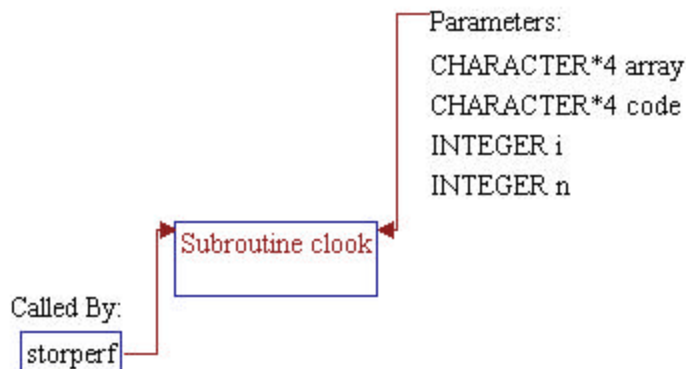 Parameters:
CHARACTER*4 array
CHARACTER*4 code
INTEGER i
INTEGER n
Subroutine clook
Called By:
storperf